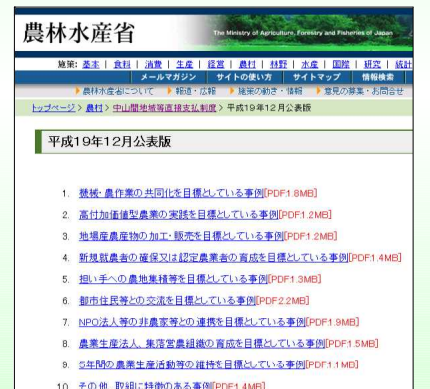 農林水産省
The Ministry of Agriculture, Forestry and Fisheries of Japan
施策: 基本 | 食料 | 消費 | 生産 | 経営 | 農村 | 林野 | 水産 | 国際 | 研究 | 統計
メールマガジン | サイトの使い方 | サイトマップ | 情報検索
農林水産省について 報道・広報 施策の動き・情報 意見の募集・お問合せ
トップページ > 農村 > 中山間地域等直接支払制度 > 平成19年12月公表版
平成19年12月公表版
1. 機械・農作業の共同化を目標としている事例[PDF:1.8MB]
2. 高付加価値型農業の実践を目標としている事例[PDF:1.2MB]
3. 地場産農産物の加工・販売を目標としている事例[PDF:1.2MB]
4. 新規就農者の確保又は認定農業者の育成を目標としている事例[PDF:1.4MB]
5. 担い手への農地集積等を目標としている事例[PDF:1.3MB]
6. 都市住民等との交流を目標としている事例[PDF:2.2MB]
7. NPO法人等の非農家等との連携を目標としている事例[PDF:1.9MB]
8. 農業生産法人、集落営農組織の育成を目標としている事例[PDF:1.5MB]
9. 5年間の農業生産活動等の維持を目標としている事例[PDF:1.1MB]
10. その他、取組に特徴のある事例[PDF:1.4MB]